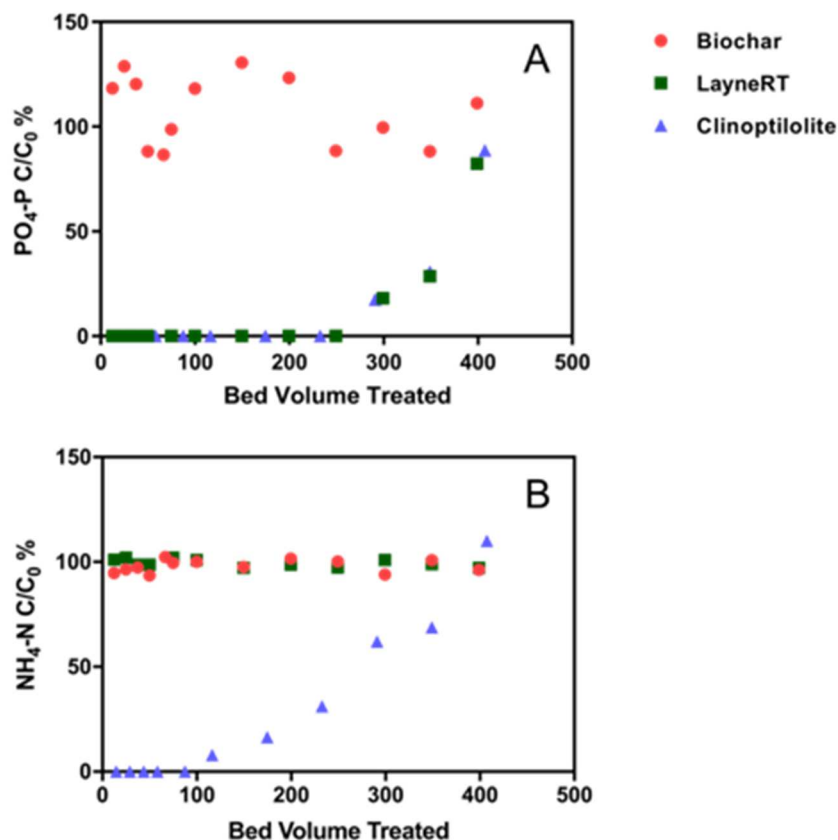 150
100
50
0
PO4-P C/C0 %
A
0 100 200 300 400 500
Bed Volume Treated
Biochar
LayneRT
Clinoptilolite
150
100
50
0
NH4-N C/C0 %
B
0 100 200 300 400 500
Bed Volume Treated